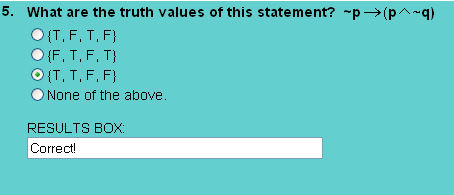 5. What are the truth values of this statement? ~p→(p^~q)
{T, F, T, F}
{F, T, F, T}
{T, T, F, F}
None of the above.
RESULTS BOX:
Correct!